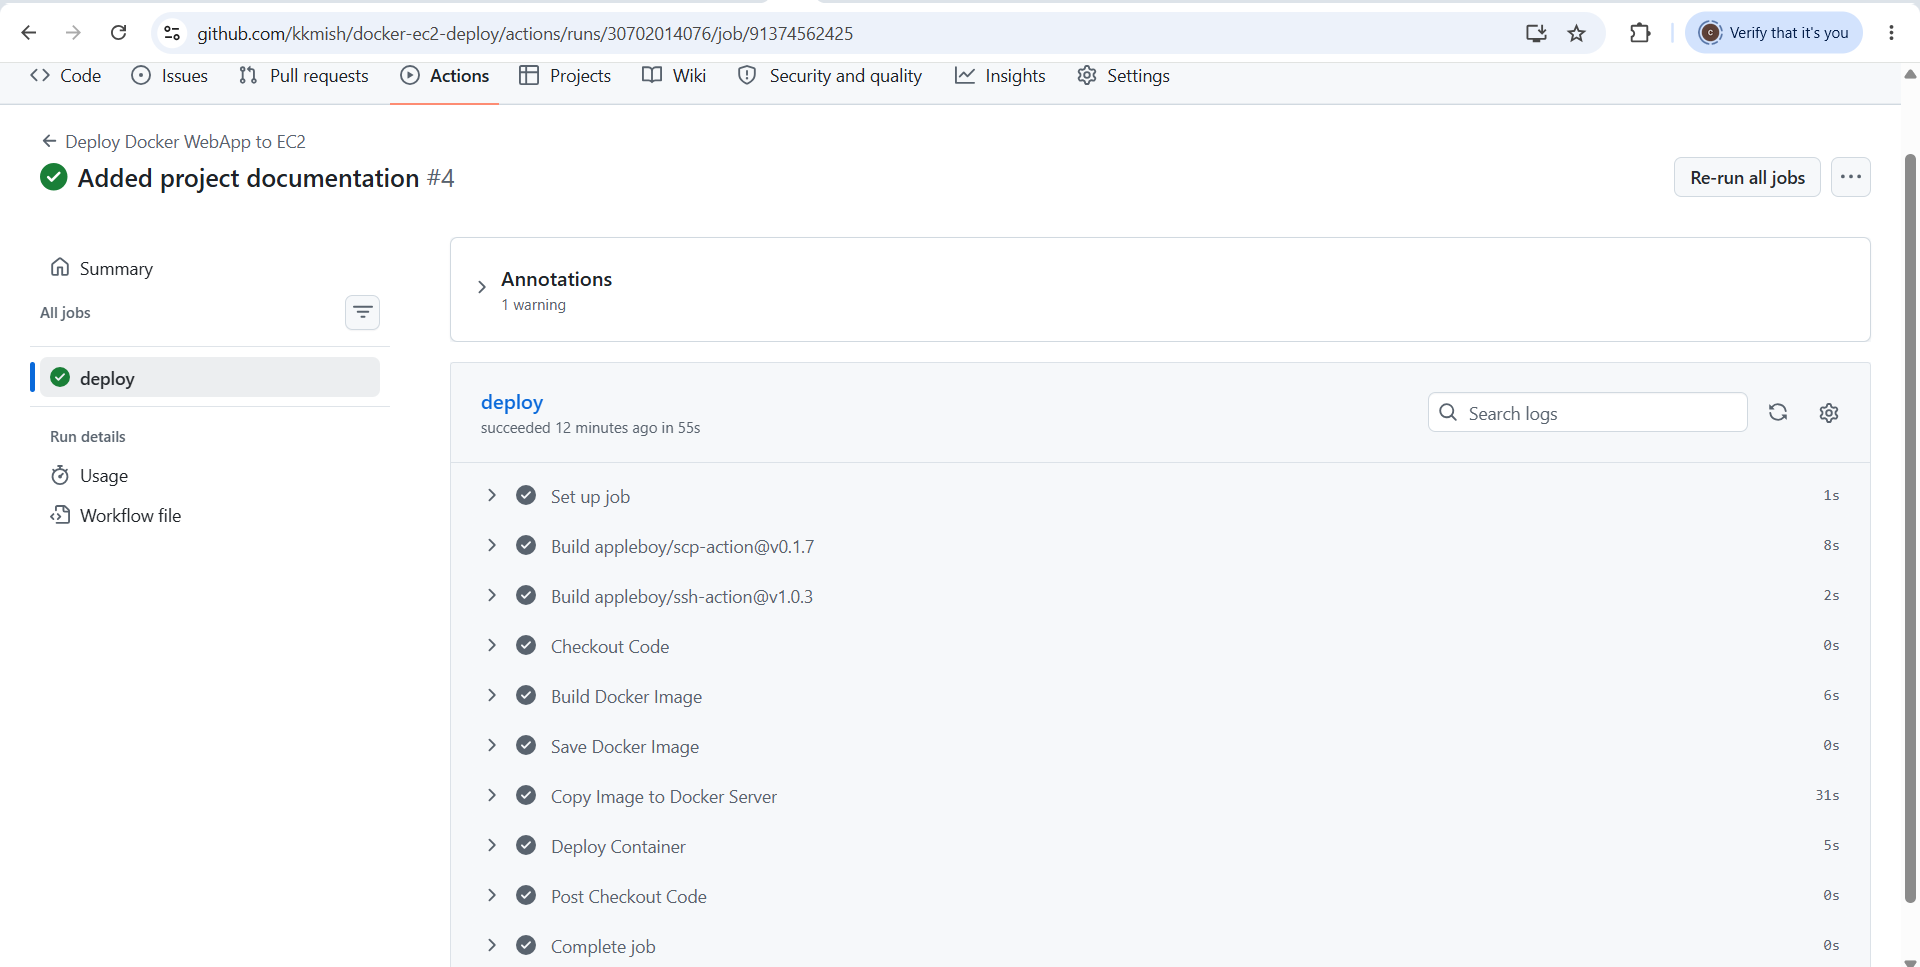 github.com/kkmish/docker-ec2-deploy/actions/runs/30702014076/job/91374562425
Verify that it's you
Code Issues Pull requests Actions Projects Wiki Security and quality Insights Settings
Deploy Docker WebApp to EC2
Added project documentation #4
Re-run all jobs
Summary
All jobs
deploy
Run details
Usage
Workflow file
Annotations
1 warning
deploy
succeeded 12 minutes ago in 55s
Search logs
Set up job 1s
Build appleboy/scp-action@v0.1.7 8s
Build appleboy/ssh-action@v1.0.3 2s
Checkout Code 0s
Build Docker Image 6s
Save Docker Image 0s
Copy Image to Docker Server 31s
Deploy Container 5s
Post Checkout Code 0s
Complete job 0s